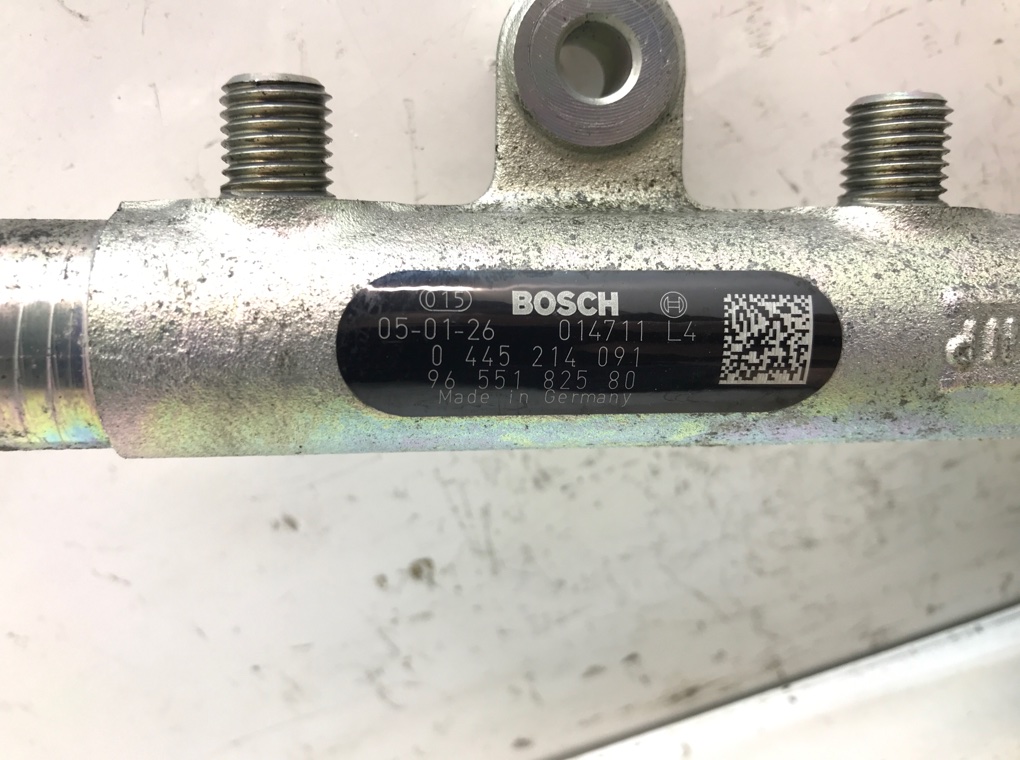 015 BOSCH
05-01-26 014711 L4
0 445 214 091
96 551 825 80
Made in Germany